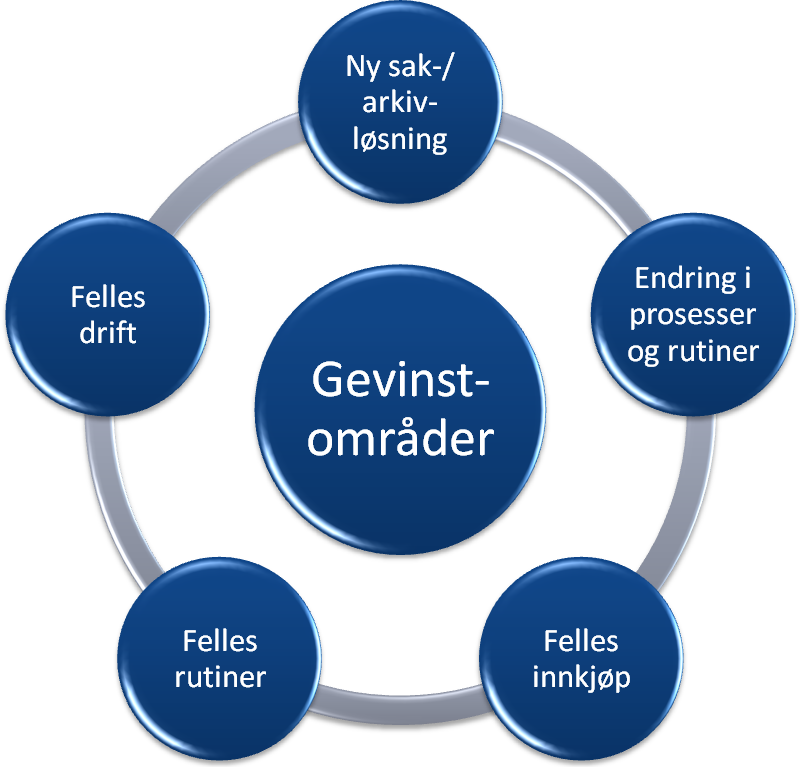 Ny sak-/
arkiv-
løsning
Endring i
prosesser
og rutiner
Felles
innkjøp
Felles
rutiner
Felles
drift
Gevinst-
områder